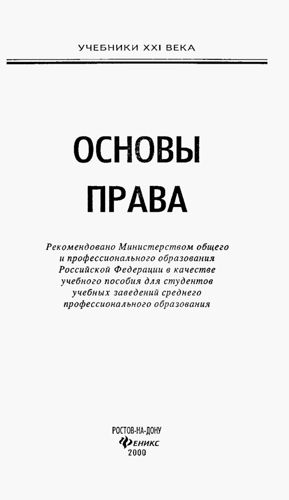 УЧЕБНИКИ XXI ВЕКА
ОСНОВЫ
ПРАВА
Рекомендовано Министерством общего
и профессионального образования
Российской Федерации в качестве
учебного пособия для студентов
учебных заведений среднего
профессионального образования
РОСТОВ-НА-ДОНУ
ФЕНИКС
2000